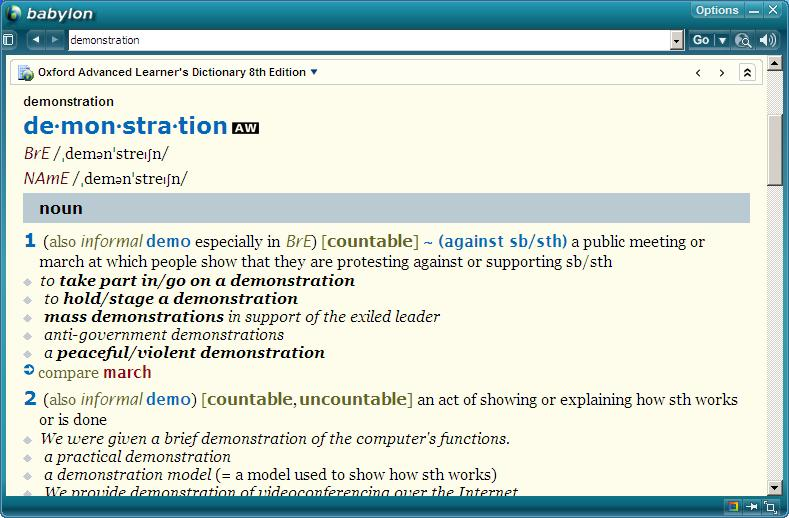 babylon
Options
demonstration
Go
Oxford Advanced Learner's Dictionary 8th Edition
demonstration
de·mon·stra·tion AW
BrE /ˌdemənˈstreɪʃn/
NAmE /ˌdemənˈstreɪʃn/
noun
1 (also informal demo especially in BrE) [countable] ~ (against sb/sth) a public meeting or
march at which people show that they are protesting against or supporting sb/sth
to take part in/go on a demonstration
to hold/stage a demonstration
mass demonstrations in support of the exiled leader
anti-government demonstrations
a peaceful/violent demonstration
compare march
2 (also informal demo) [countable, uncountable] an act of showing or explaining how sth works
or is done
We were given a brief demonstration of the computer's functions.
a practical demonstration
a demonstration model (= a model used to show how sth works)
We provide demonstration of videoconferencing over the Internet